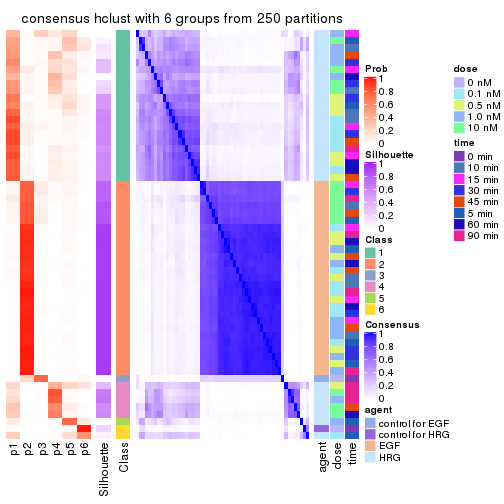 consensus hclust with 6 groups from 250 partitions
Prob
1
0.8
0.6
0.4
0.2
0
Silhouette
1
0.8
0.6
0.4
0.2
0
Class
1
2
3
4
5
6
Consensus
1
0.8
0.6
0.4
0.2
0
agent
control for EGF
control for HRG
EGF
HRG
dose
0 nM
0.1 nM
0.5 nM
1.0 nM
10 nM
time
0 min
10 min
15 min
30 min
45 min
5 min
60 min
90 min
p1
p2
p3
p4
p5
p6
Silhouette
Class
agent
dose
time